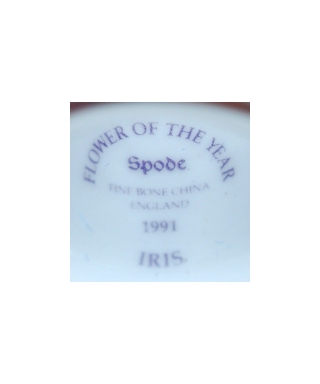 FLOWER OF THE YEAR
Spode
FINE BONE CHINA
ENGLAND
1991
IRIS.